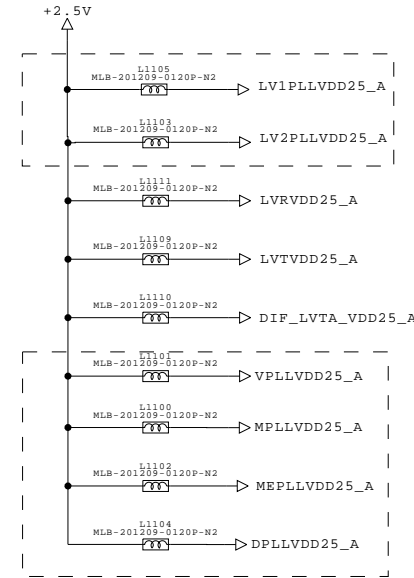 +2.5V
L1105
MLB-201209-0120P-N2
LV1PLLVDD25_A
L1103
MLB-201209-0120P-N2
LV2PLLVDD25_A
L1111
MLB-201209-0120P-N2
LVRVDD25_A
L1109
MLB-201209-0120P-N2
LVTVDD25_A
L1110
MLB-201209-0120P-N2
DIF_LVTA_VDD25_A
L1101
MLB-201209-0120P-N2
VPLLVDD25_A
L1100
MLB-201209-0120P-N2
MPLLVDD25_A
L1102
MLB-201209-0120P-N2
MEPLLVDD25_A
L1104
MLB-201209-0120P-N2
DPLLVDD25_A